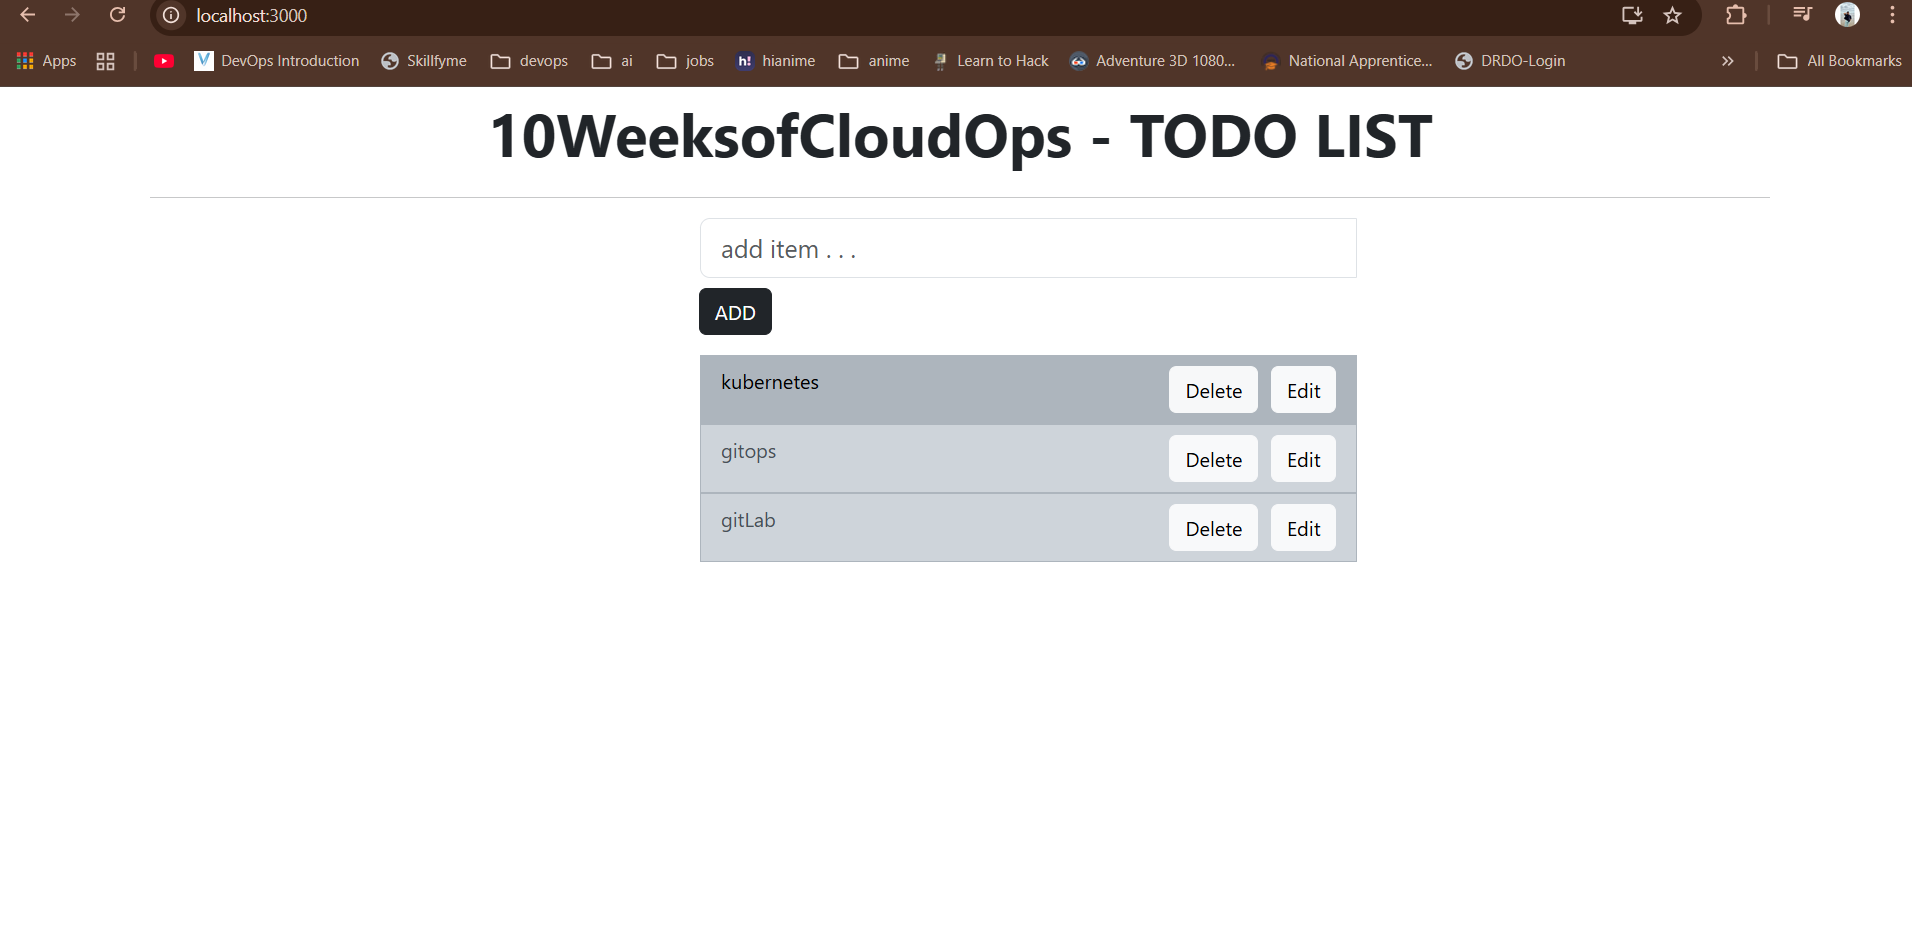 localhost:3000
Apps DevOps Introduction Skillfyme devops ai jobs h! hianime anime Learn to Hack Adventure 3D 1080... National Apprentice... DRDO-Login » All Bookmarks
10WeeksofCloudOps - TODO LIST
add item . . .
ADD
kubernetes Delete Edit
gitops Delete Edit
gitLab Delete Edit